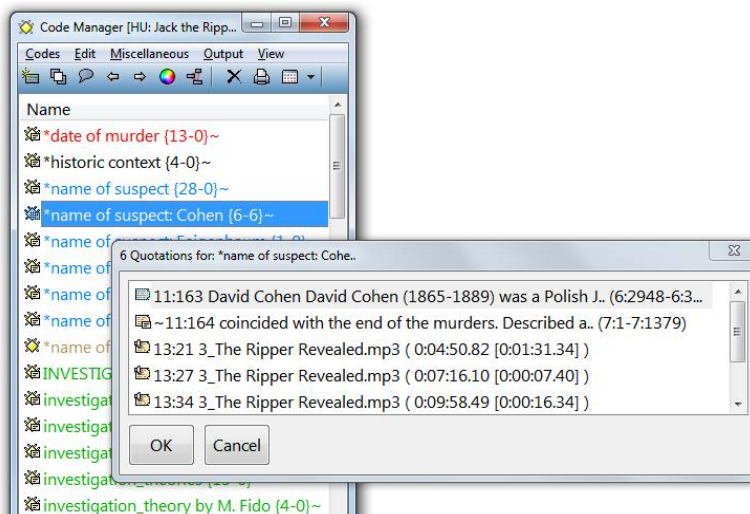 Code Manager [HU: Jack the Ripp...
Codes Edit Miscellaneous Output View
Name
*date of murder {13-0}~
*historic context {4-0}~
*name of suspect {28-0}~
*name of suspect: Cohen {6-6}~
*name of
6 Quotations for: *name of suspect: Cohe..
*name of
11:163 David Cohen David Cohen (1865-1889) was a Polish J.. (6:2948-6:3...
*name of
~11:164 coincided with the end of the murders. Described a.. (7:1-7:1379)
*name of
13:21 3_The Ripper Revealed.mp3 ( 0:04:50.82 [0:01:31.34] )
*name of
13:27 3_The Ripper Revealed.mp3 ( 0:07:16.10 [0:00:07.40] )
INVESTIG
13:34 3_The Ripper Revealed.mp3 ( 0:09:58.49 [0:00:16.34] )
investigat
investigat
OK Cancel
investigat
investigation_theory by M. Fido {4-0}~